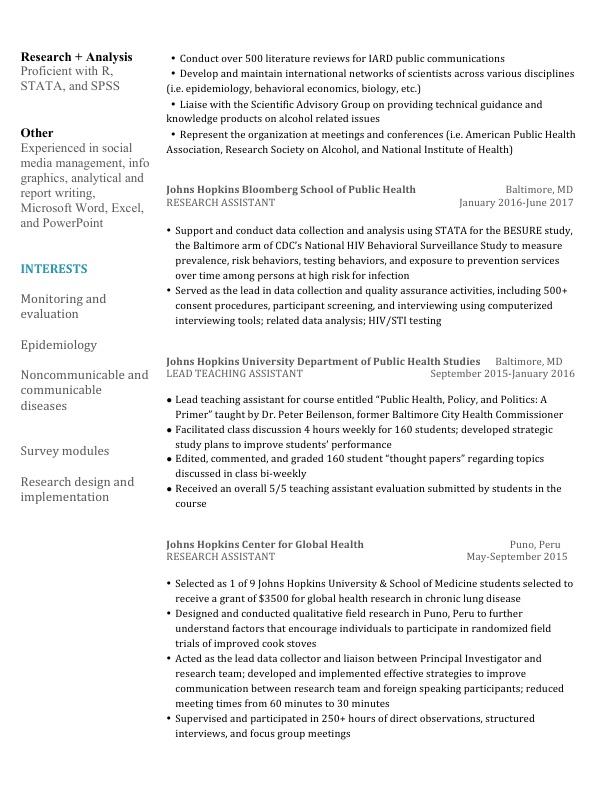 Research + Analysis
Proficient with R,
STATA, and SPSS
Other
Experienced in social
media management, info
graphics, analytical and
report writing,
Microsoft Word, Excel,
and PowerPoint
INTERESTS
Monitoring and
evaluation
Epidemiology
Noncommunicable and
communicable
diseases
Survey modules
Research design and
implementation
• Conduct over 500 literature reviews for IARD public communications
• Develop and maintain international networks of scientists across various disciplines
(i.e. epidemiology, behavioral economics, biology, etc.)
• Liaise with the Scientific Advisory Group on providing technical guidance and
knowledge products on alcohol related issues
• Represent the organization at meetings and conferences (i.e. American Public Health
Association, Research Society on Alcohol, and National Institute of Health)
Johns Hopkins Bloomberg School of Public Health Baltimore, MD
RESEARCH ASSISTANT January 2016-June 2017
• Support and conduct data collection and analysis using STATA for the BESURE study,
the Baltimore arm of CDC's National HIV Behavioral Surveillance Study to measure
prevalence, risk behaviors, testing behaviors, and exposure to prevention services
over time among persons at high risk for infection
• Served as the lead in data collection and quality assurance activities, including 500+
consent procedures, participant screening, and interviewing using computerized
interviewing tools; related data analysis; HIV/STI testing
Johns Hopkins University Department of Public Health Studies Baltimore, MD
LEAD TEACHING ASSISTANT September 2015-January 2016
● Lead teaching assistant for course entitled "Public Health, Policy, and Politics: A
Primer" taught by Dr. Peter Beilenson, former Baltimore City Health Commissioner
● Facilitated class discussion 4 hours weekly for 160 students; developed strategic
study plans to improve students' performance
● Edited, commented, and graded 160 student "thought papers" regarding topics
discussed in class bi-weekly
● Received an overall 5/5 teaching assistant evaluation submitted by students in the
course
Johns Hopkins Center for Global Health Puno, Peru
RESEARCH ASSISTANT May-September 2015
• Selected as 1 of 9 Johns Hopkins University & School of Medicine students selected to
receive a grant of $3500 for global health research in chronic lung disease
• Designed and conducted qualitative field research in Puno, Peru to further
understand factors that encourage individuals to participate in randomized field
trials of improved cook stoves
• Acted as the lead data collector and liaison between Principal Investigator and
research team; developed and implemented effective strategies to improve
communication between research team and foreign speaking participants; reduced
meeting times from 60 minutes to 30 minutes
• Supervised and participated in 250+ hours of direct observations, structured
interviews, and focus group meetings